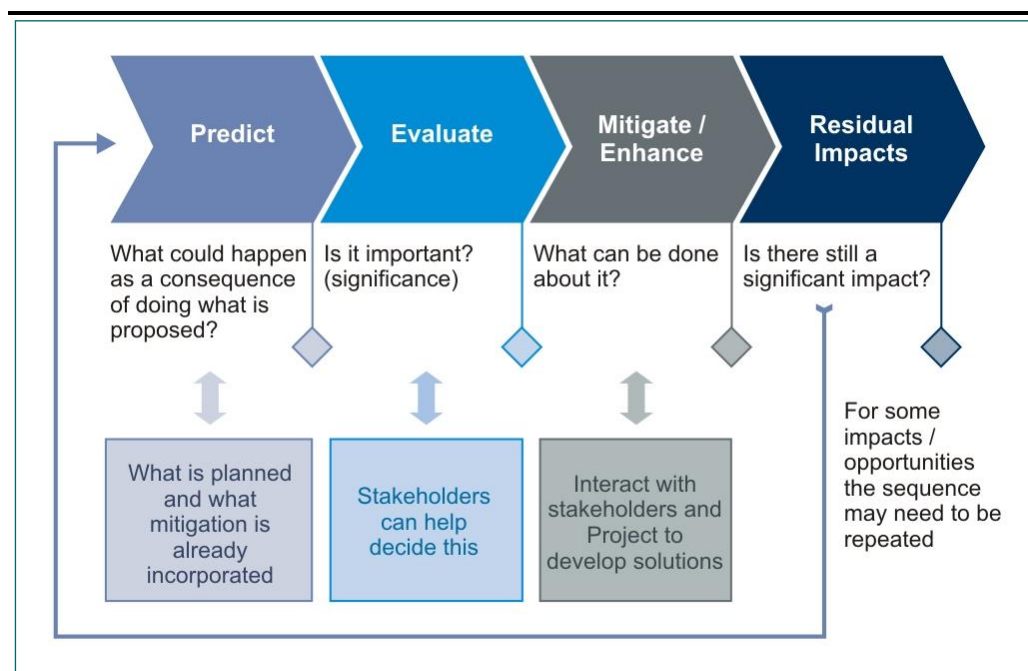 Predict
Evaluate
Mitigate /
Enhance
Residual
Impacts
What could happen
as a consequence
of doing what is
proposed?
Is it important?
(significance)
What can be done
about it?
Is there still a
significant impact?
What is planned
and what
mitigation is
already
incorporated
Stakeholders
can help
decide this
Interact with
stakeholders and
Project to
develop solutions
For some
impacts /
opportunities
the sequence
may need to be
repeated